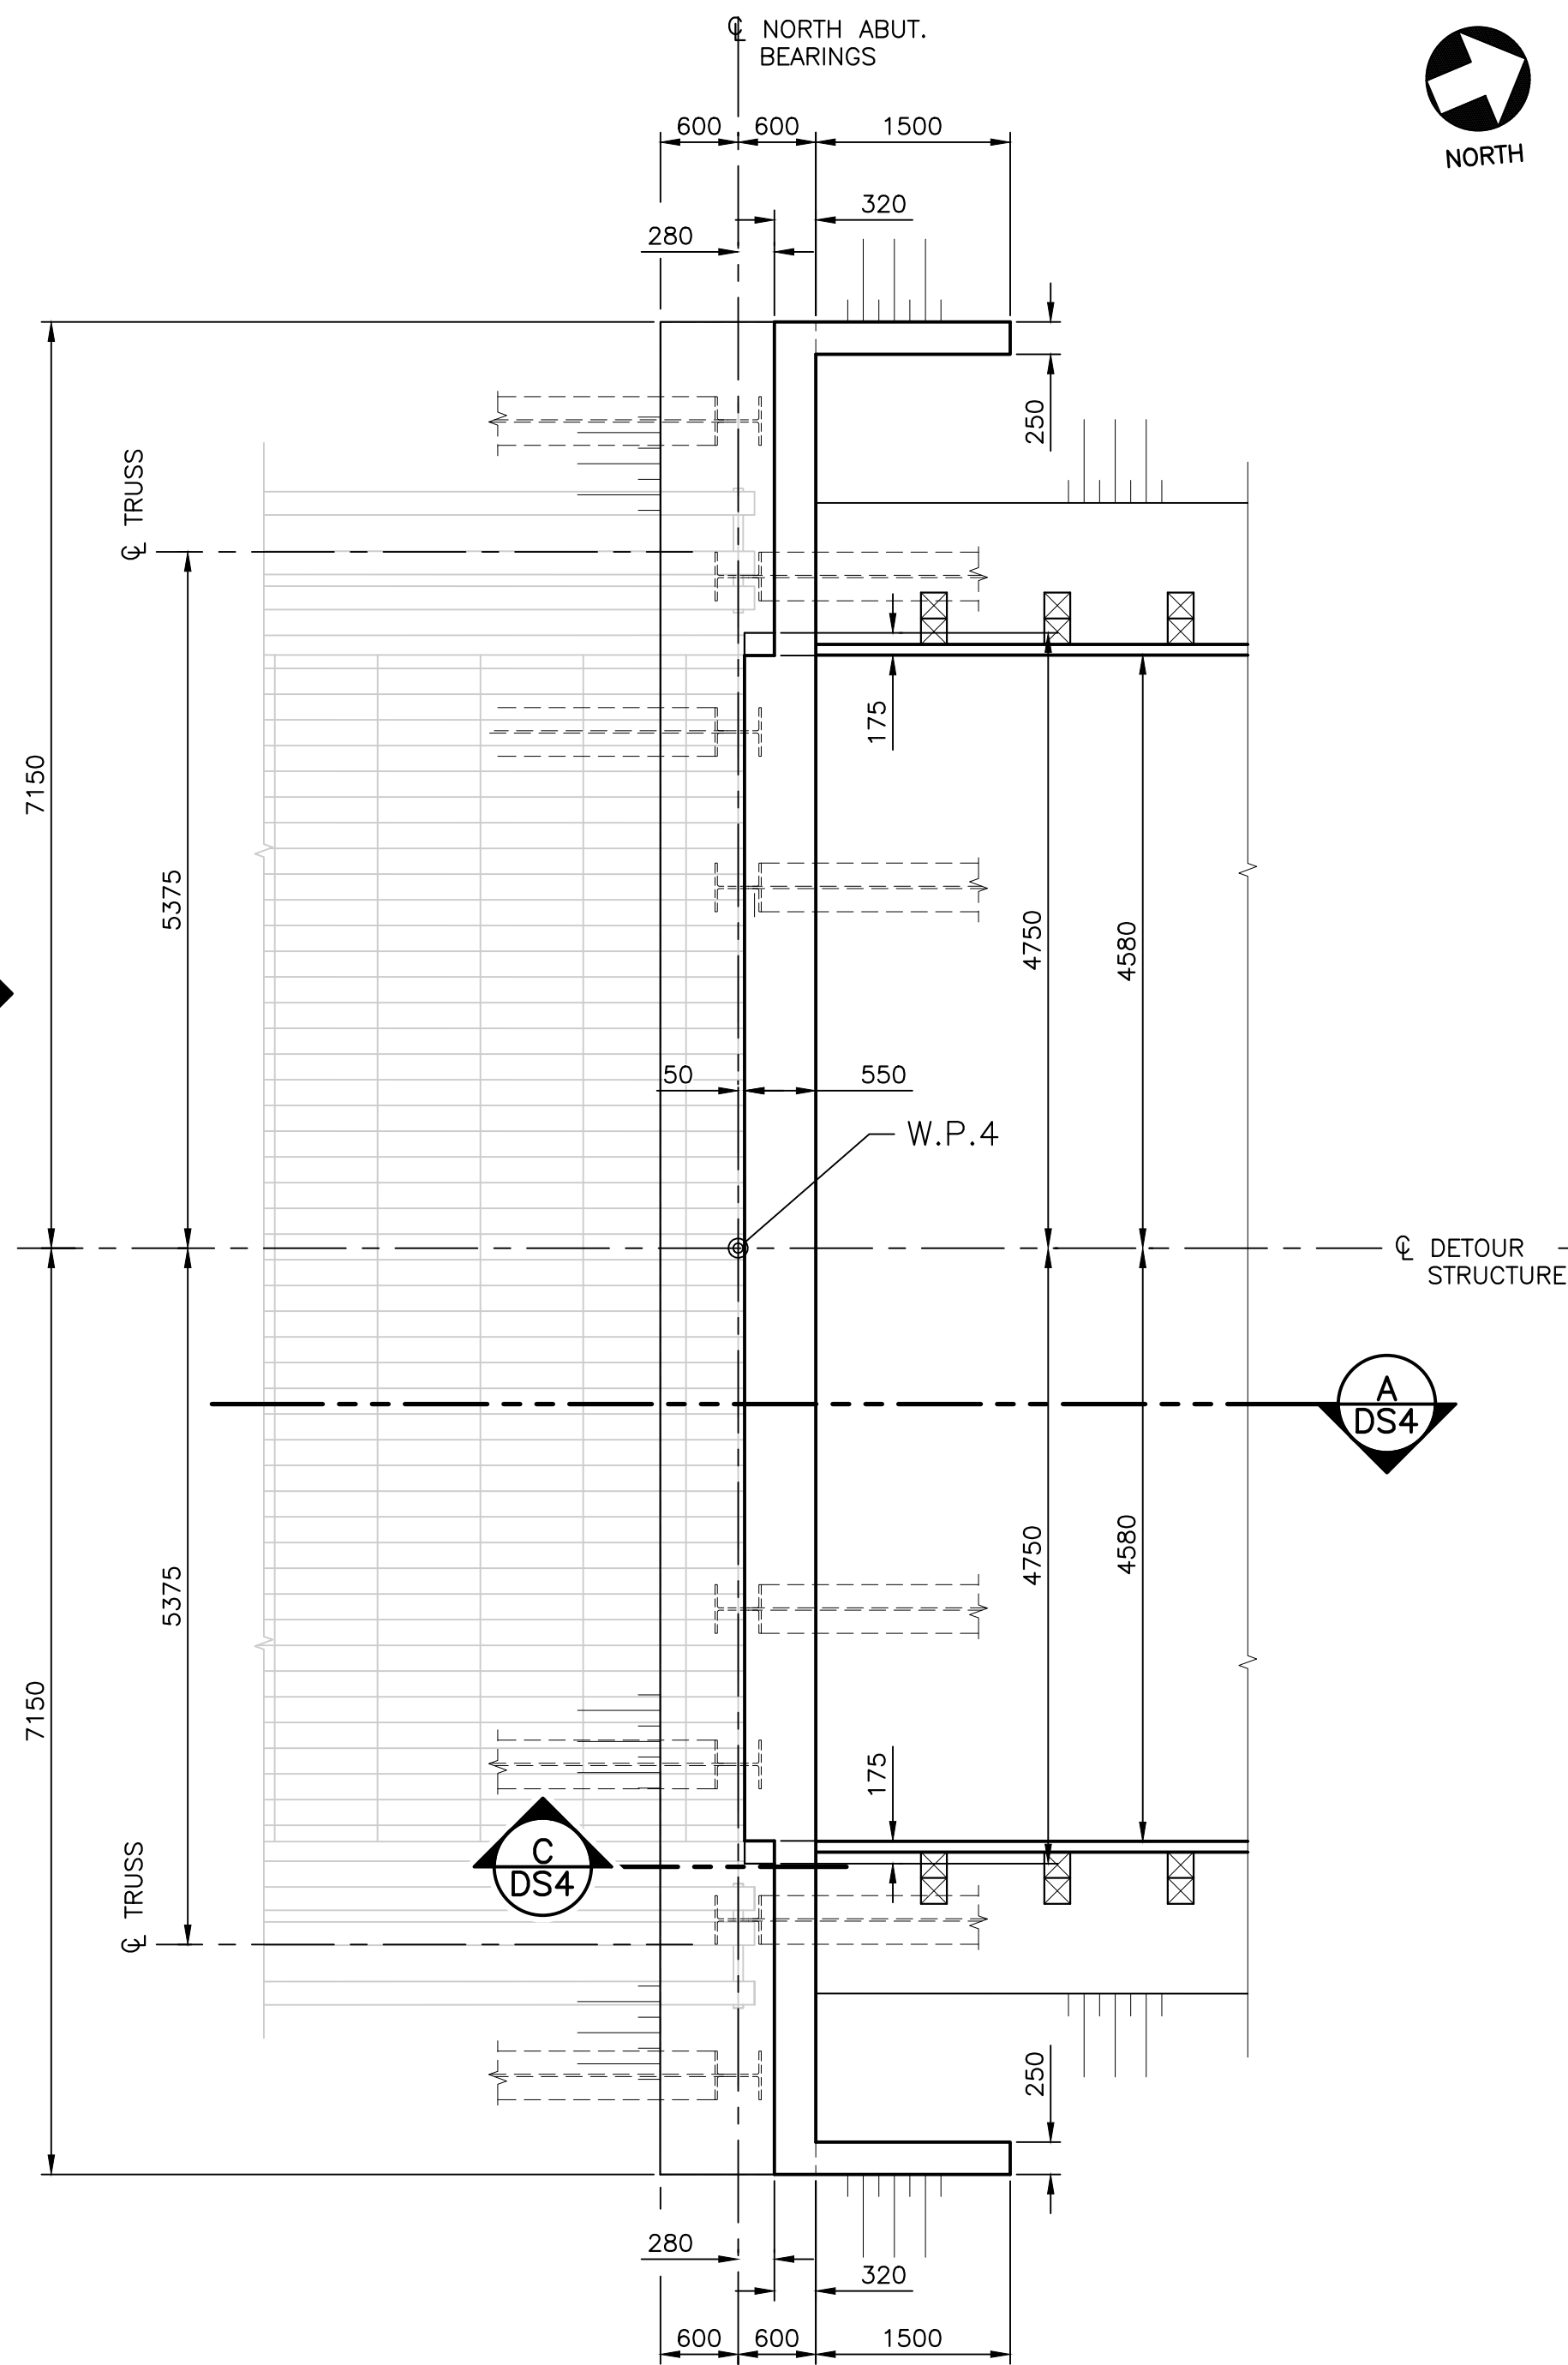 ℄ NORTH ABUT.
BEARINGS
NORTH
600
600
1500
320
280
250
℄ TRUSS
175
7150
5375
4750
4580
50
550
W.P.4
℄ DETOUR
STRUCTURE
A
DS4
4750
4580
5375
7150
175
C
DS4
℄ TRUSS
250
280
320
600
600
1500